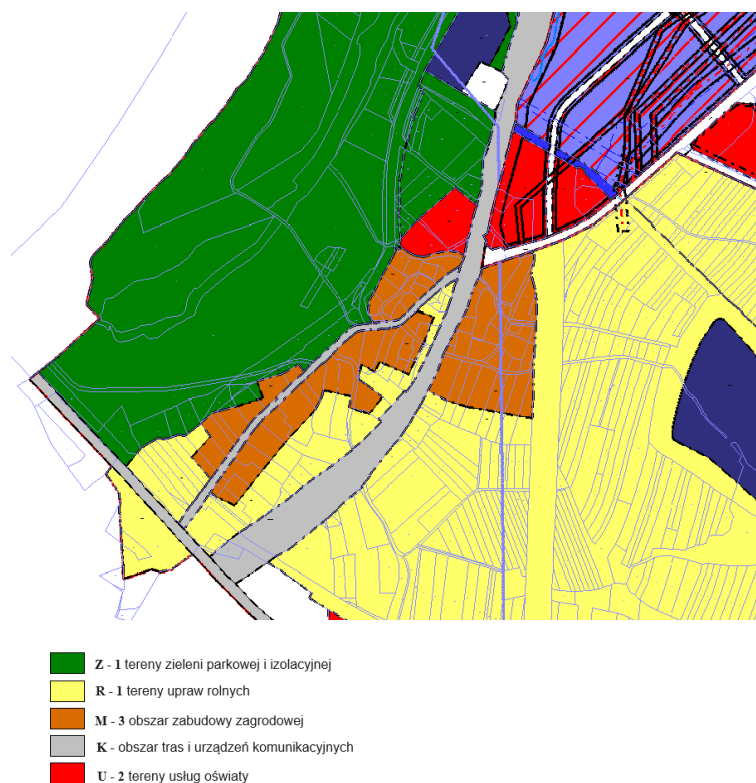 Z - 1 tereny zieleni parkowej i izolacyjnej
R - 1 tereny upraw rolnych
M - 3 obszar zabudowy zagrodowej
K - obszar tras i urządzeń komunikacyjnych
U - 2 tereny usług oświaty